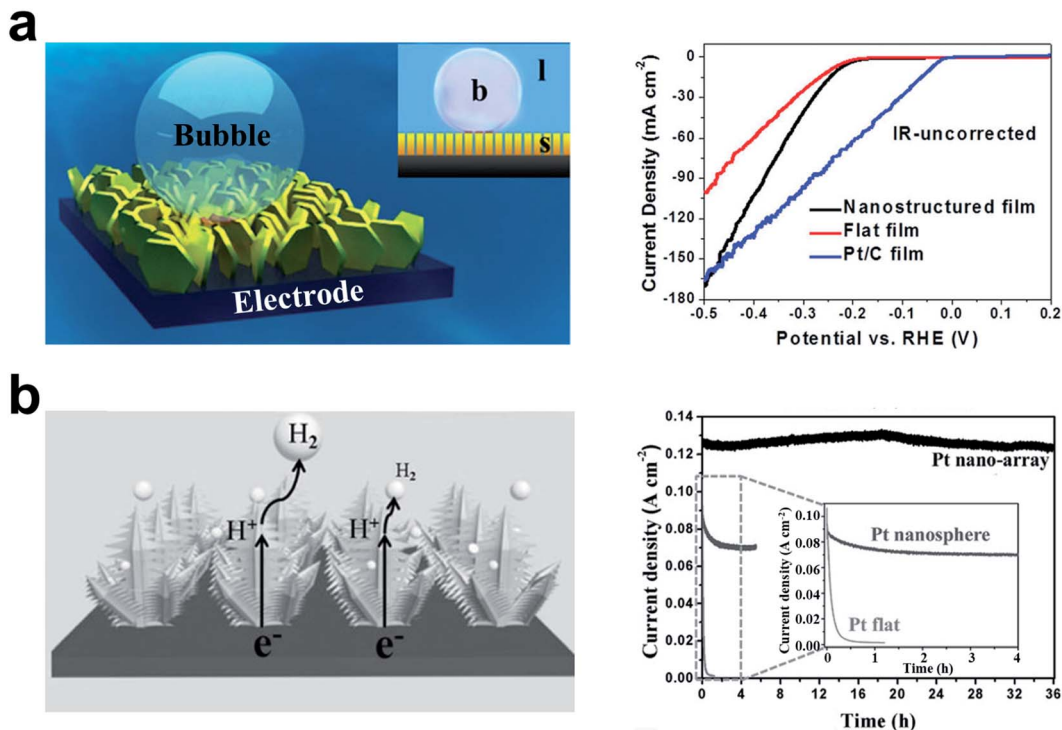 a
Bubble
Electrode
b
l
s
Current Density (mA cm⁻²)
0
-30
-60
-90
-120
-150
-180
IR-uncorrected
Nanostructured film
Flat film
Pt/C film
-0.5 -0.4 -0.3 -0.2 -0.1 0.0 0.1 0.2
Potential vs. RHE (V)
b
H₂
H₂
H⁺
H⁺
e⁻
e⁻
Current density (A cm⁻²)
0.14
0.12
0.10
0.08
0.06
0.04
0.02
0.00
Pt nano-array
Current density (A cm⁻²)
0.10
0.08
0.06
0.04
0.02
0.00
Pt nanosphere
Pt flat
0 1 2 3 4
Time (h)
0 4 8 12 16 20 24 28 32 36
Time (h)